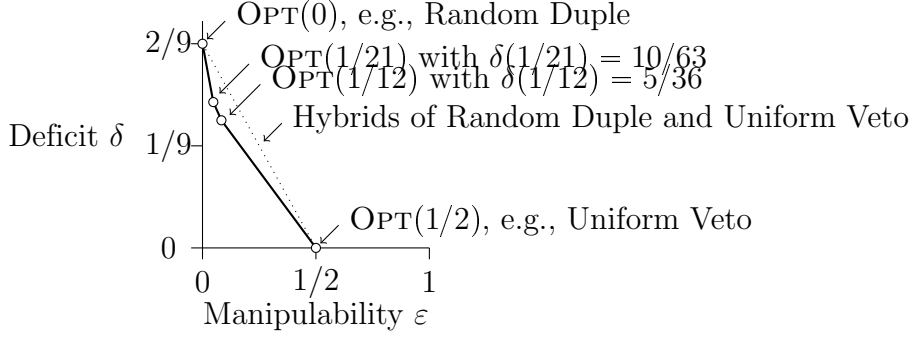 OPT(0), e.g., Random Duple
2/9
OPT(1/21) with δ(1/21) = 10/63
OPT(1/12) with δ(1/12) = 5/36
Hybrids of Random Duple and Uniform Veto
Deficit δ
1/9
OPT(1/2), e.g., Uniform Veto
0
0 1/2 1
Manipulability ε